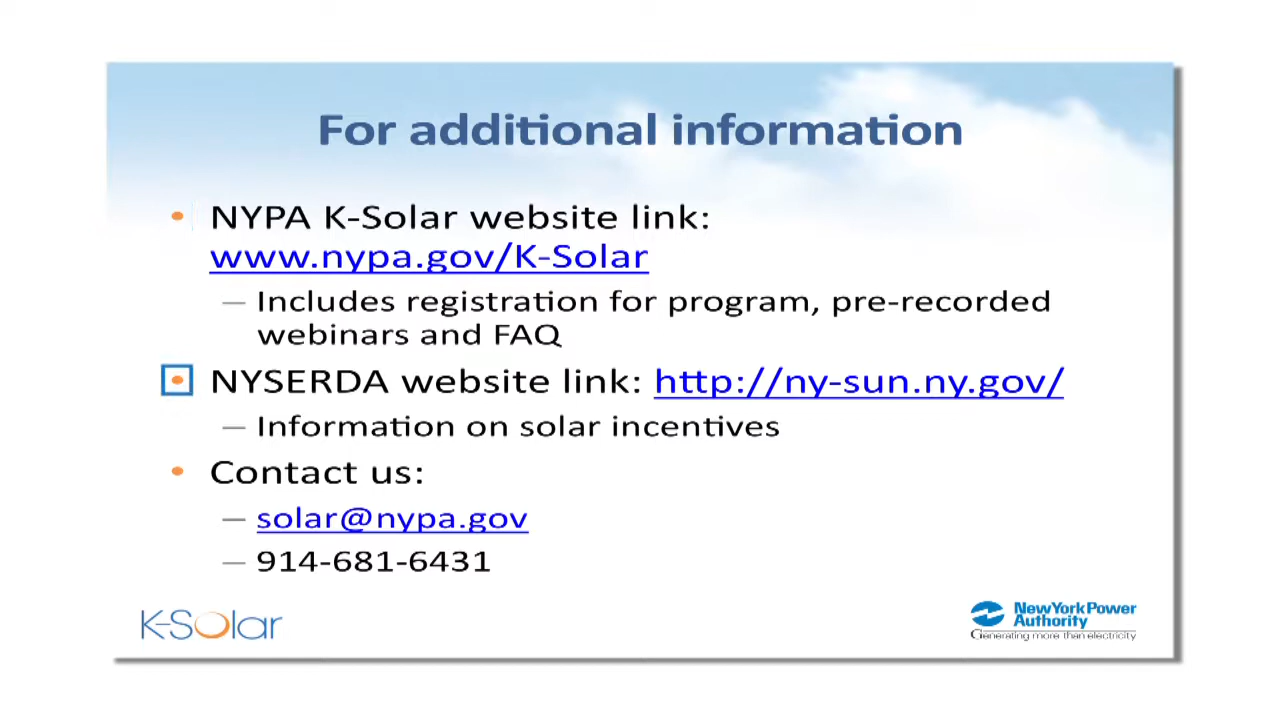 For additional information
• NYPA K-Solar website link:
www.nypa.gov/K-Solar
– Includes registration for program, pre-recorded
webinars and FAQ
• NYSERDA website link: http://ny-sun.ny.gov/
– Information on solar incentives
• Contact us:
– solar@nypa.gov
– 914-681-6431
K-Solar
New York Power
Authority
Generating more than electricity